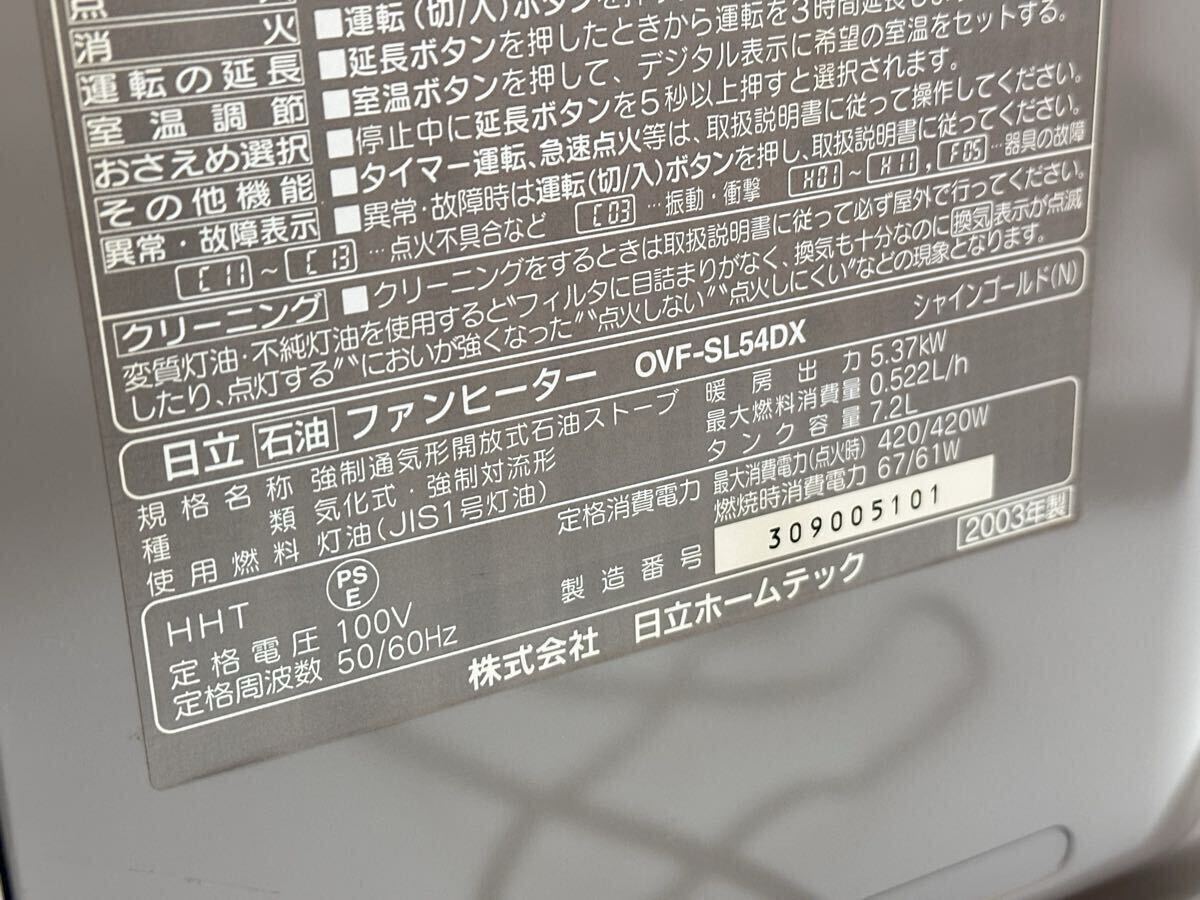 点
消火 ■運転(切/入)ボタンを押
運転の延長 ■延長ボタンを押したときから運転を3時間延長し
室温調節 ■室温ボタンを押して、デジタル表示に希望の室温をセットする。
おさえめ選択 ■停止中に延長ボタンを5秒以上押すと選択されます。
その他機能 ■タイマー運転、急速点火等は、取扱説明書に従って操作してください。
異常・故障表示 ■異常・故障時は運転(切/入)ボタンを押し、取扱説明書に従ってください。
C11～C13…点火不具合など C03…振動・衝撃 H01～H11,F05…器具の故障
クリーニング ■クリーニングをするときは取扱説明書に従って必ず屋外で行ってください。
変質灯油・不純灯油を使用すると“フィルタに目詰まりがなく、換気も十分なのに換気表示が点滅
したり、点灯する”“においが強くなった”“点火しない”“点火しにくい”などの現象となります。
日立 石油 ファンヒーター OVF-SL54DX シャインゴールド(N)
規格名称 強制通気形開放式石油ストーブ
種類 気化式・強制対流形
使用燃料 灯油(JIS1号灯油)
暖房出力 5.37kW
最大燃料消費量 0.522L/h
タンク容量 7.2L
定格消費電力 最大消費電力(点火時) 420/420W
燃焼時消費電力 67/61W
HHT PSE
定格電圧 100V
定格周波数 50/60Hz
製造番号 309005101
2003年製
株式会社 日立ホームテック